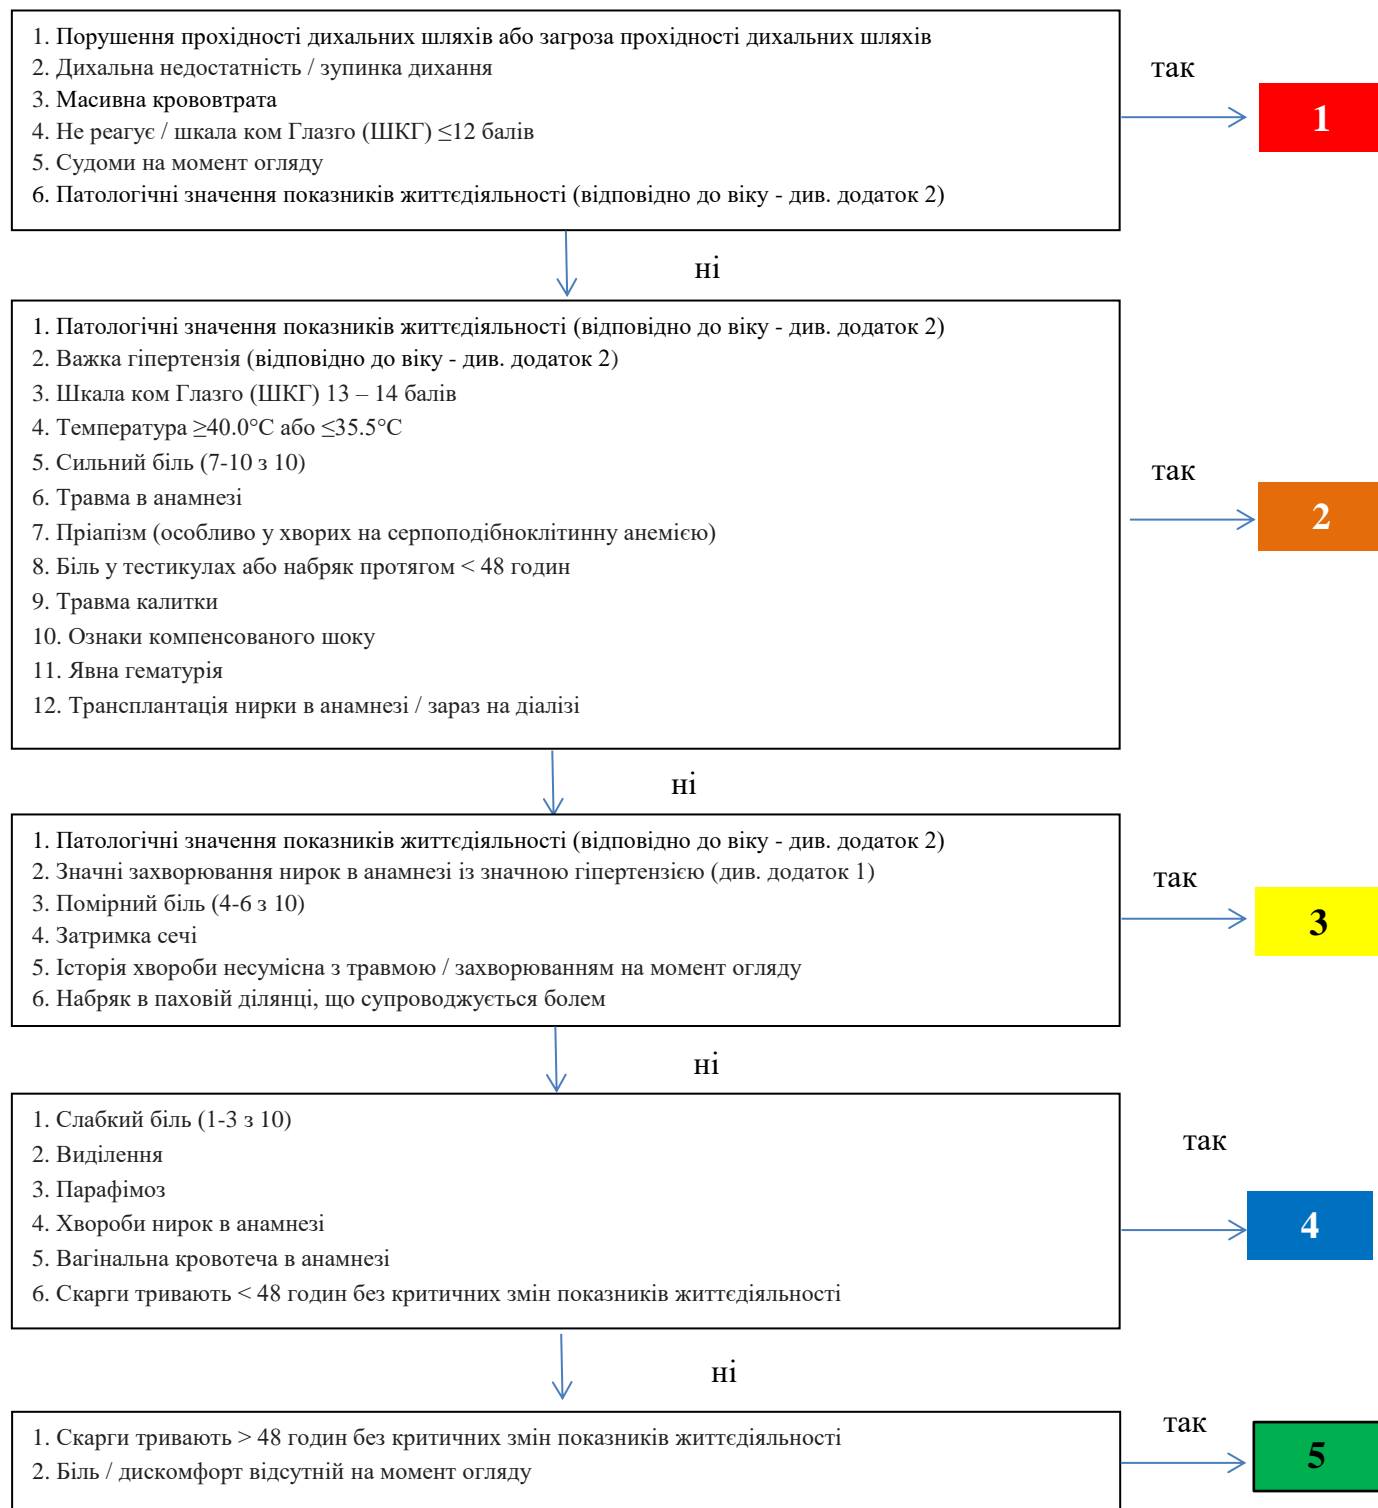 1. Порушення прохідності дихальних шляхів або загроза прохідності дихальних шляхів
2. Дихальна недостатність / зупинка дихання
3. Масивна крововтрата
4. Не реагує / шкала ком Глазго (ШКГ) ≤12 балів
5. Судоми на момент огляду
6. Патологічні значення показників життєдіяльності (відповідно до віку - див. додаток 2)
так
1
ні
1. Патологічні значення показників життєдіяльності (відповідно до віку - див. додаток 2)
2. Важка гіпертензія (відповідно до віку - див. додаток 2)
3. Шкала ком Глазго (ШКГ) 13 – 14 балів
4. Температура ≥40.0°C або ≤35.5°C
5. Сильний біль (7-10 з 10)
6. Травма в анамнезі
7. Пріапізм (особливо у хворих на серпоподібноклітинну анемією)
8. Біль у тестикулах або набряк протягом < 48 годин
9. Травма калитки
10. Ознаки компенсованого шоку
11. Явна гематурія
12. Трансплантація нирки в анамнезі / зараз на діалізі
так
2
ні
1. Патологічні значення показників життєдіяльності (відповідно до віку - див. додаток 2)
2. Значні захворювання нирок в анамнезі із значною гіпертензією (див. додаток 1)
3. Помірний біль (4-6 з 10)
4. Затримка сечі
5. Історія хвороби несумісна з травмою / захворюванням на момент огляду
6. Набряк в паховій ділянці, що супроводжується болем
так
3
ні
1. Слабкий біль (1-3 з 10)
2. Виділення
3. Парафімоз
4. Хвороби нирок в анамнезі
5. Вагінальна кровотеча в анамнезі
6. Скарги тривають < 48 годин без критичних змін показників життєдіяльності
так
4
ні
1. Скарги тривають > 48 годин без критичних змін показників життєдіяльності
2. Біль / дискомфорт відсутній на момент огляду
так
5